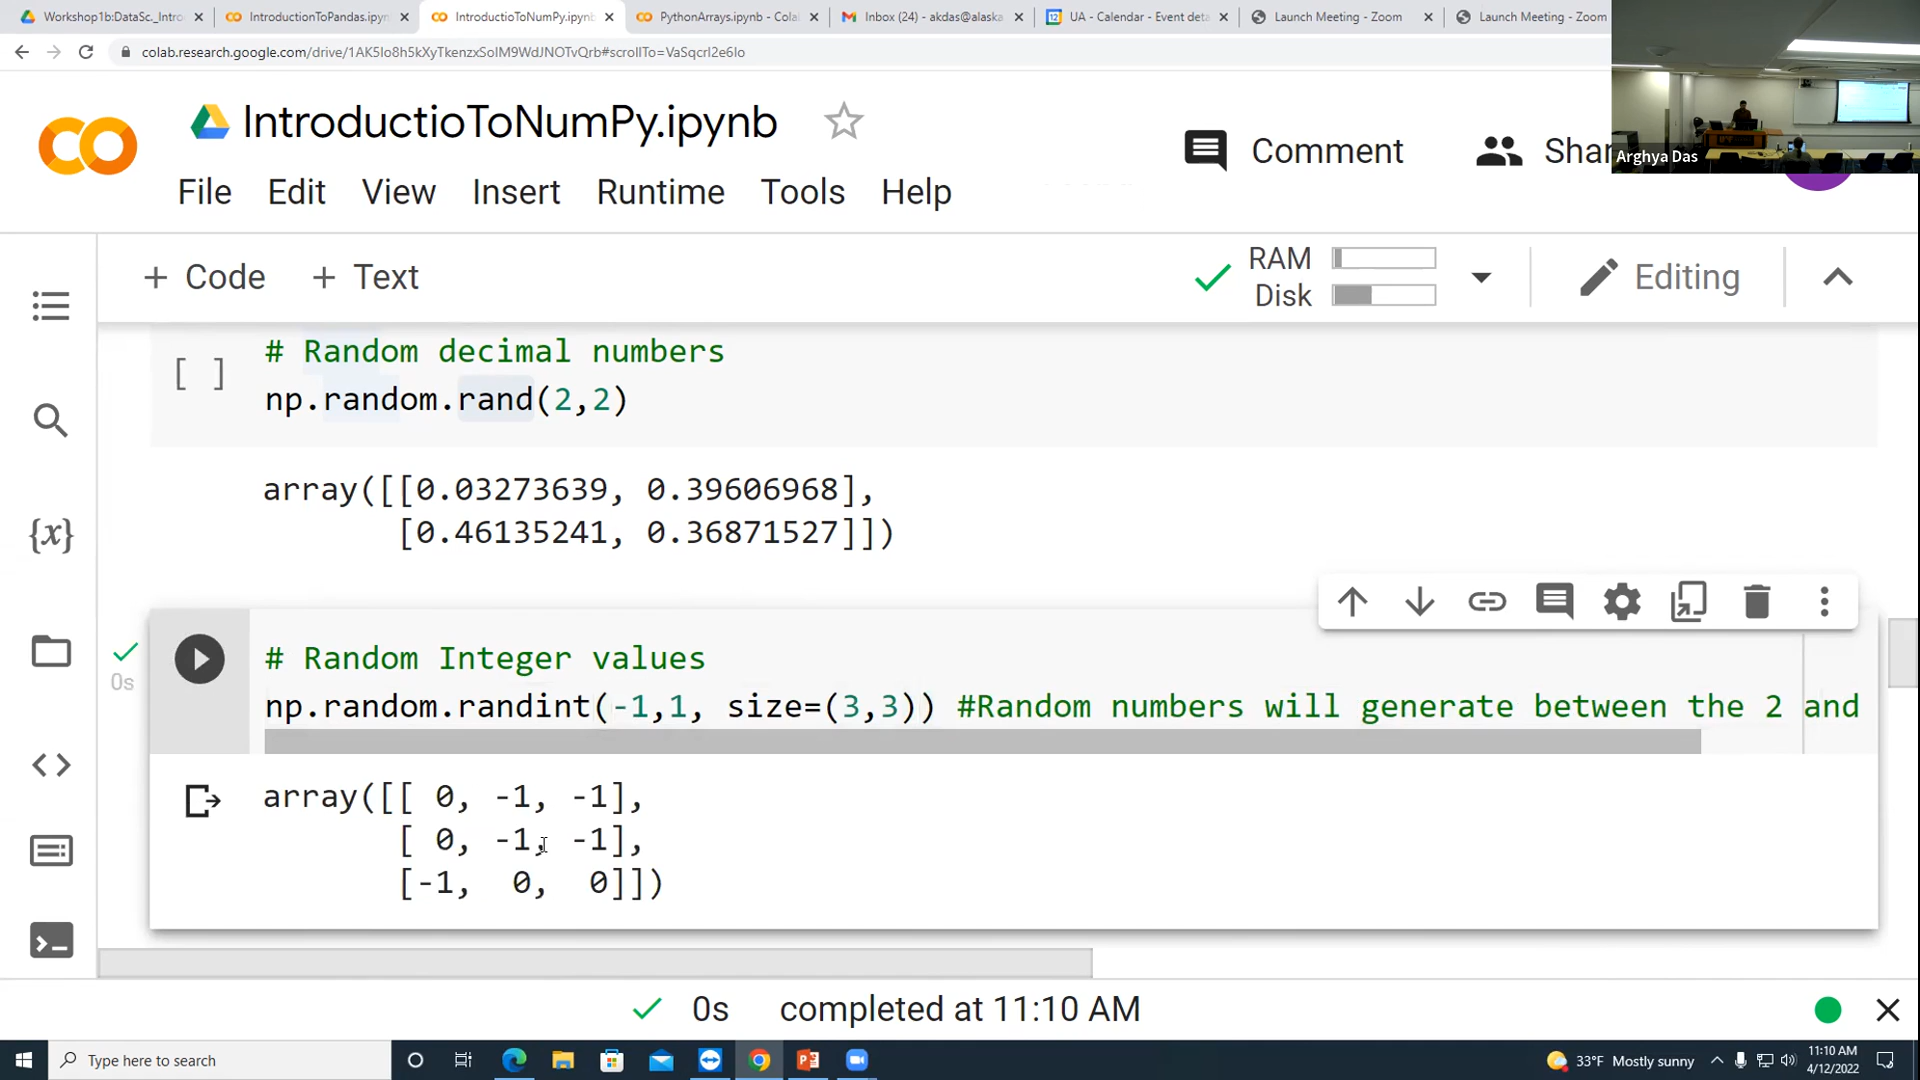 Workshop1b:DataSc._Intro
IntroductionToPandas.ipyn
IntroductioToNumPy.ipynb
PythonArrays.ipynb - Cola
Inbox (24) - akdas@alaska
UA - Calendar - Event deta
Launch Meeting - Zoom
Launch Meeting - Zoom
colab.research.google.com/drive/1AK5Io8h5kXyTkenzxSoIM9WdJNOTvQrb#scrollTo=VaSqcrI2e6Io
IntroductioToNumPy.ipynb
Comment
Shar
Arghya Das
File Edit View Insert Runtime Tools Help
+ Code + Text
RAM
Disk
Editing
[ ]
# Random decimal numbers
np.random.rand(2,2)
array([[0.03273639, 0.39606968],
[0.46135241, 0.36871527]])
{x}
0s
# Random Integer values
np.random.randint(-1,1, size=(3,3)) #Random numbers will generate between the 2 and
array([[ 0, -1, -1],
[ 0, -1, -1],
[-1, 0, 0]])
0s completed at 11:10 AM
Type here to search
33°F Mostly sunny
11:10 AM
4/12/2022